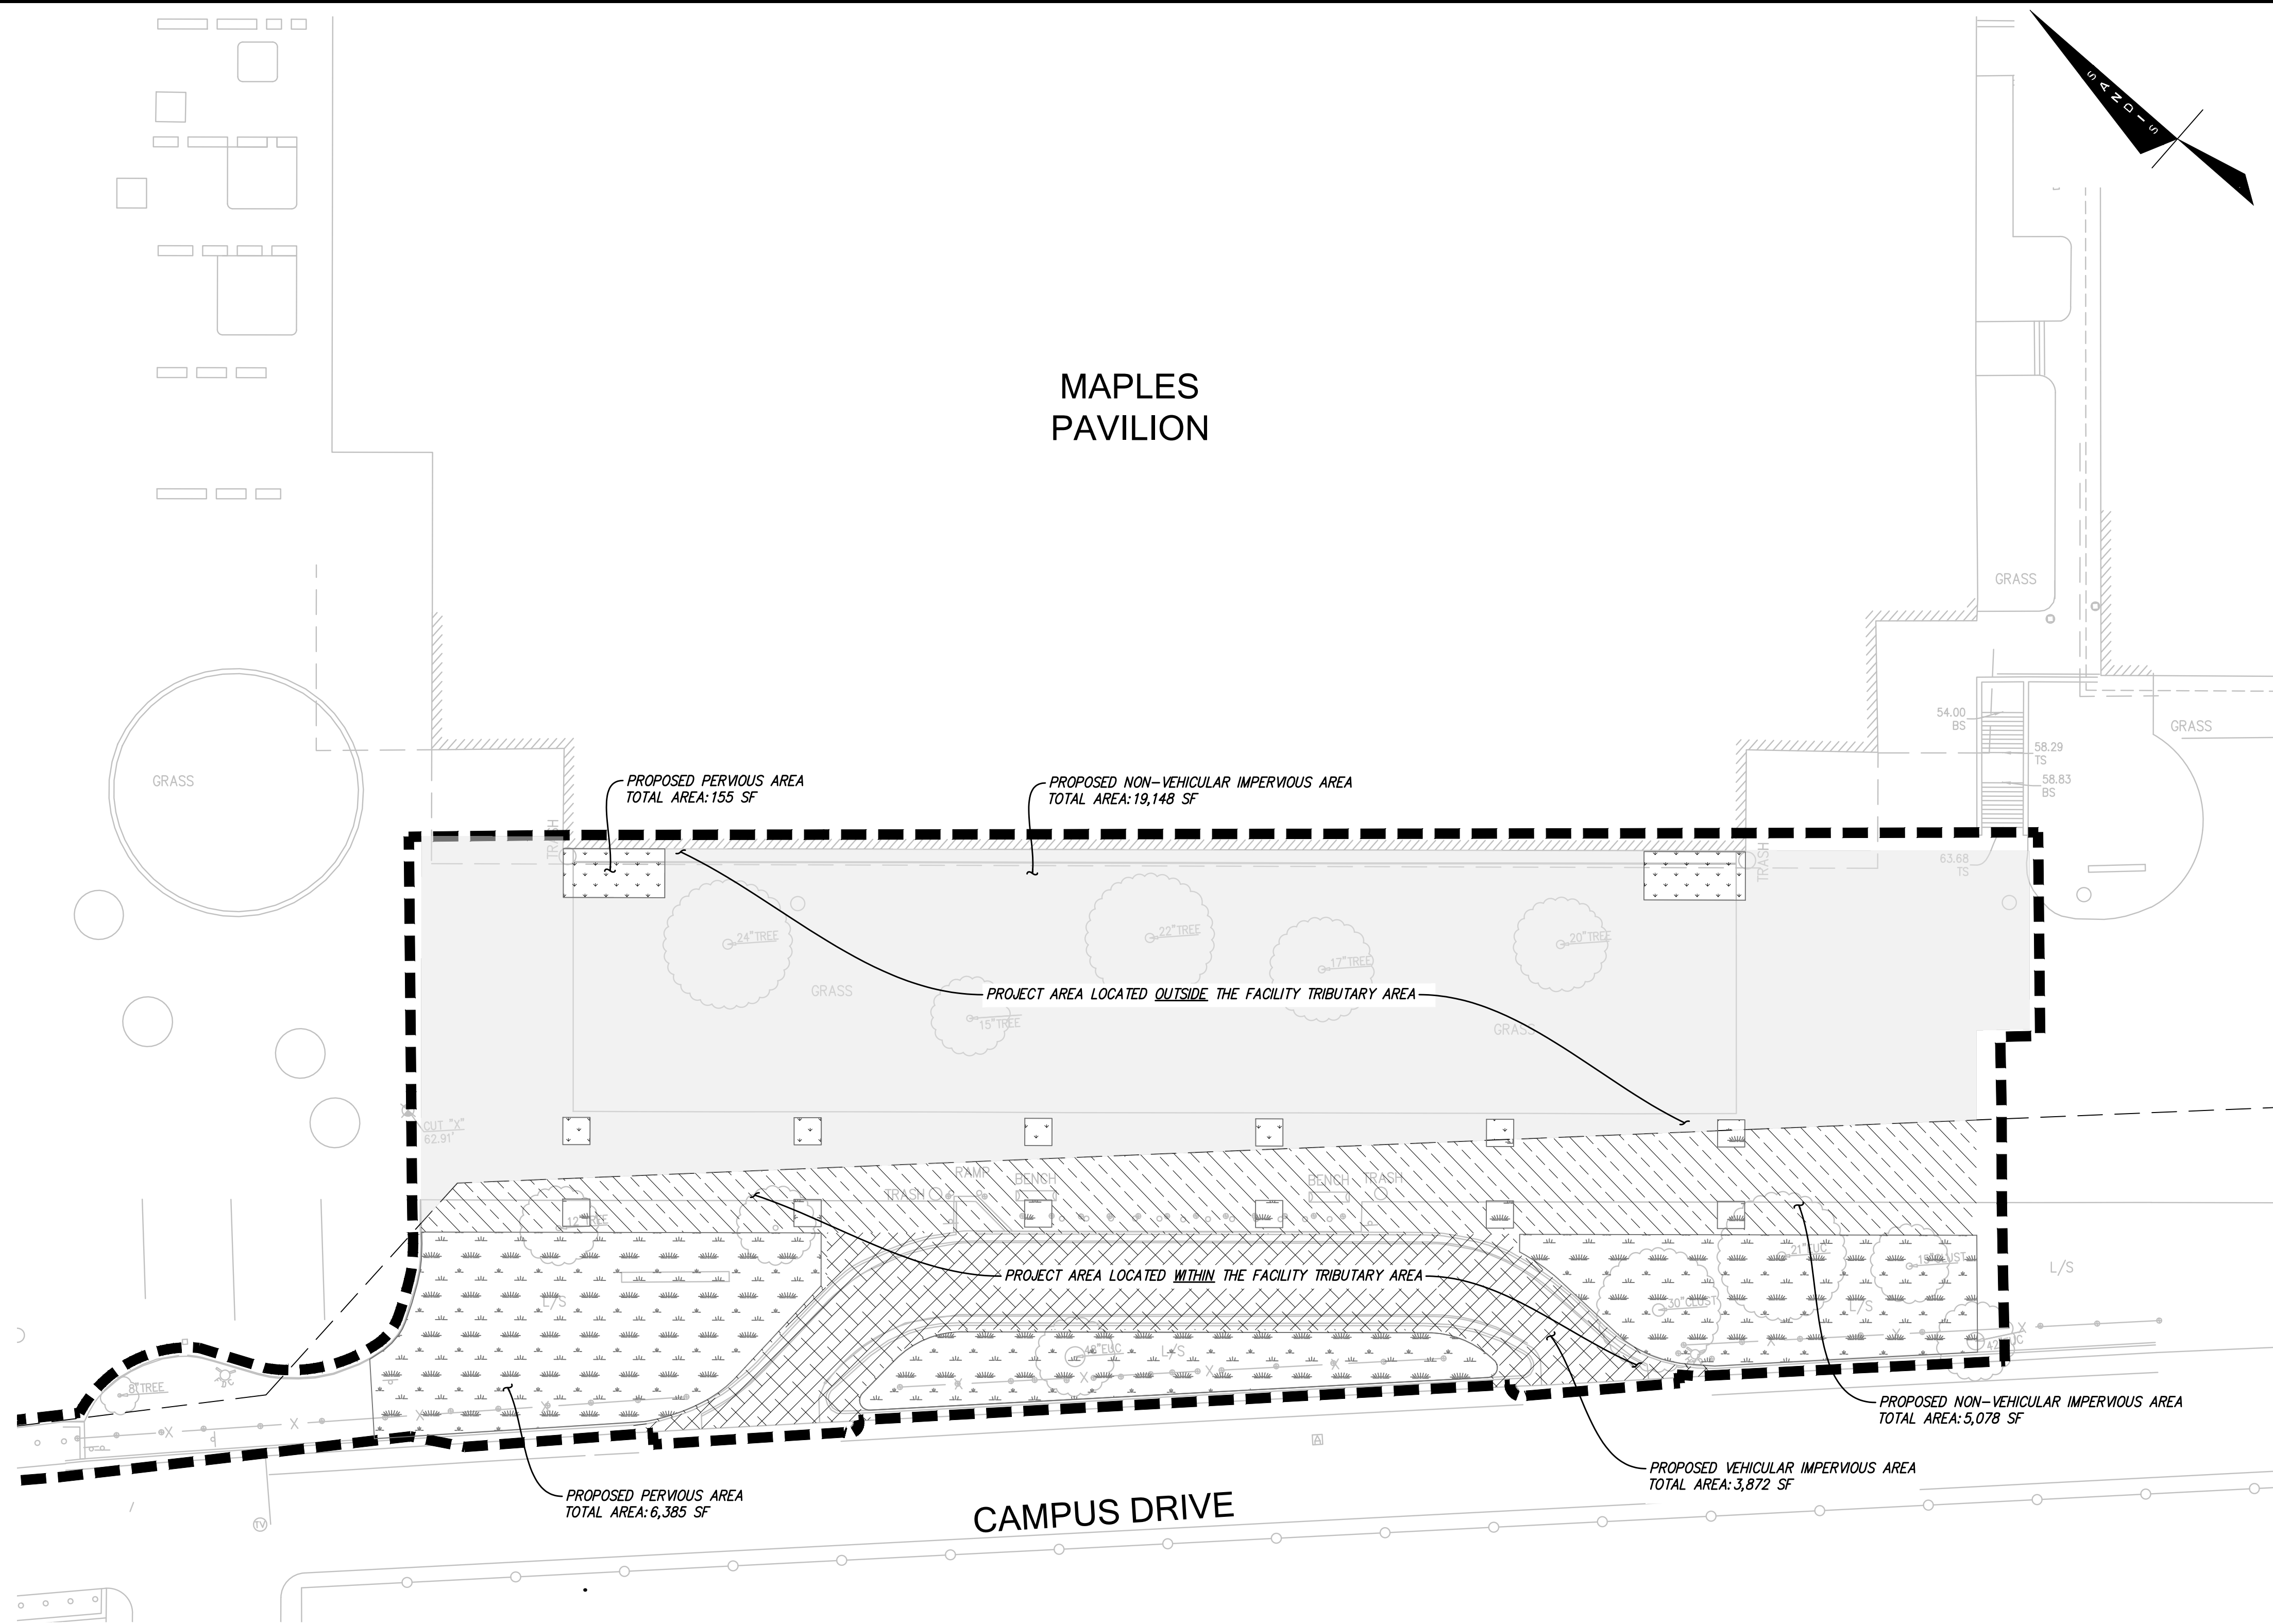 SANDIS
MAPLES
PAVILION
GRASS
54.00
BS
GRASS
58.29
TS
58.83
BS
GRASS
PROPOSED PERVIOUS AREA
TOTAL AREA: 155 SF
PROPOSED NON-VEHICULAR IMPERVIOUS AREA
TOTAL AREA: 19,148 SF
TRASH
TRASH
63.68
TS
24" TREE
22" TREE
17" TREE
20" TREE
GRASS
PROJECT AREA LOCATED OUTSIDE THE FACILITY TRIBUTARY AREA
15" TREE
GRASS
CUT "X"
62.91'
RAMP
BENCH
TRASH
BENCH
TRASH
12" TREE
21" EUC
L/S
PROJECT AREA LOCATED WITHIN THE FACILITY TRIBUTARY AREA
L/S
30" CLUST
L/S
L/S
8" TREE
PROPOSED NON-VEHICULAR IMPERVIOUS AREA
TOTAL AREA: 5,078 SF
PROPOSED VEHICULAR IMPERVIOUS AREA
TOTAL AREA: 3,872 SF
PROPOSED PERVIOUS AREA
TOTAL AREA: 6,385 SF
A
CAMPUS DRIVE
TV